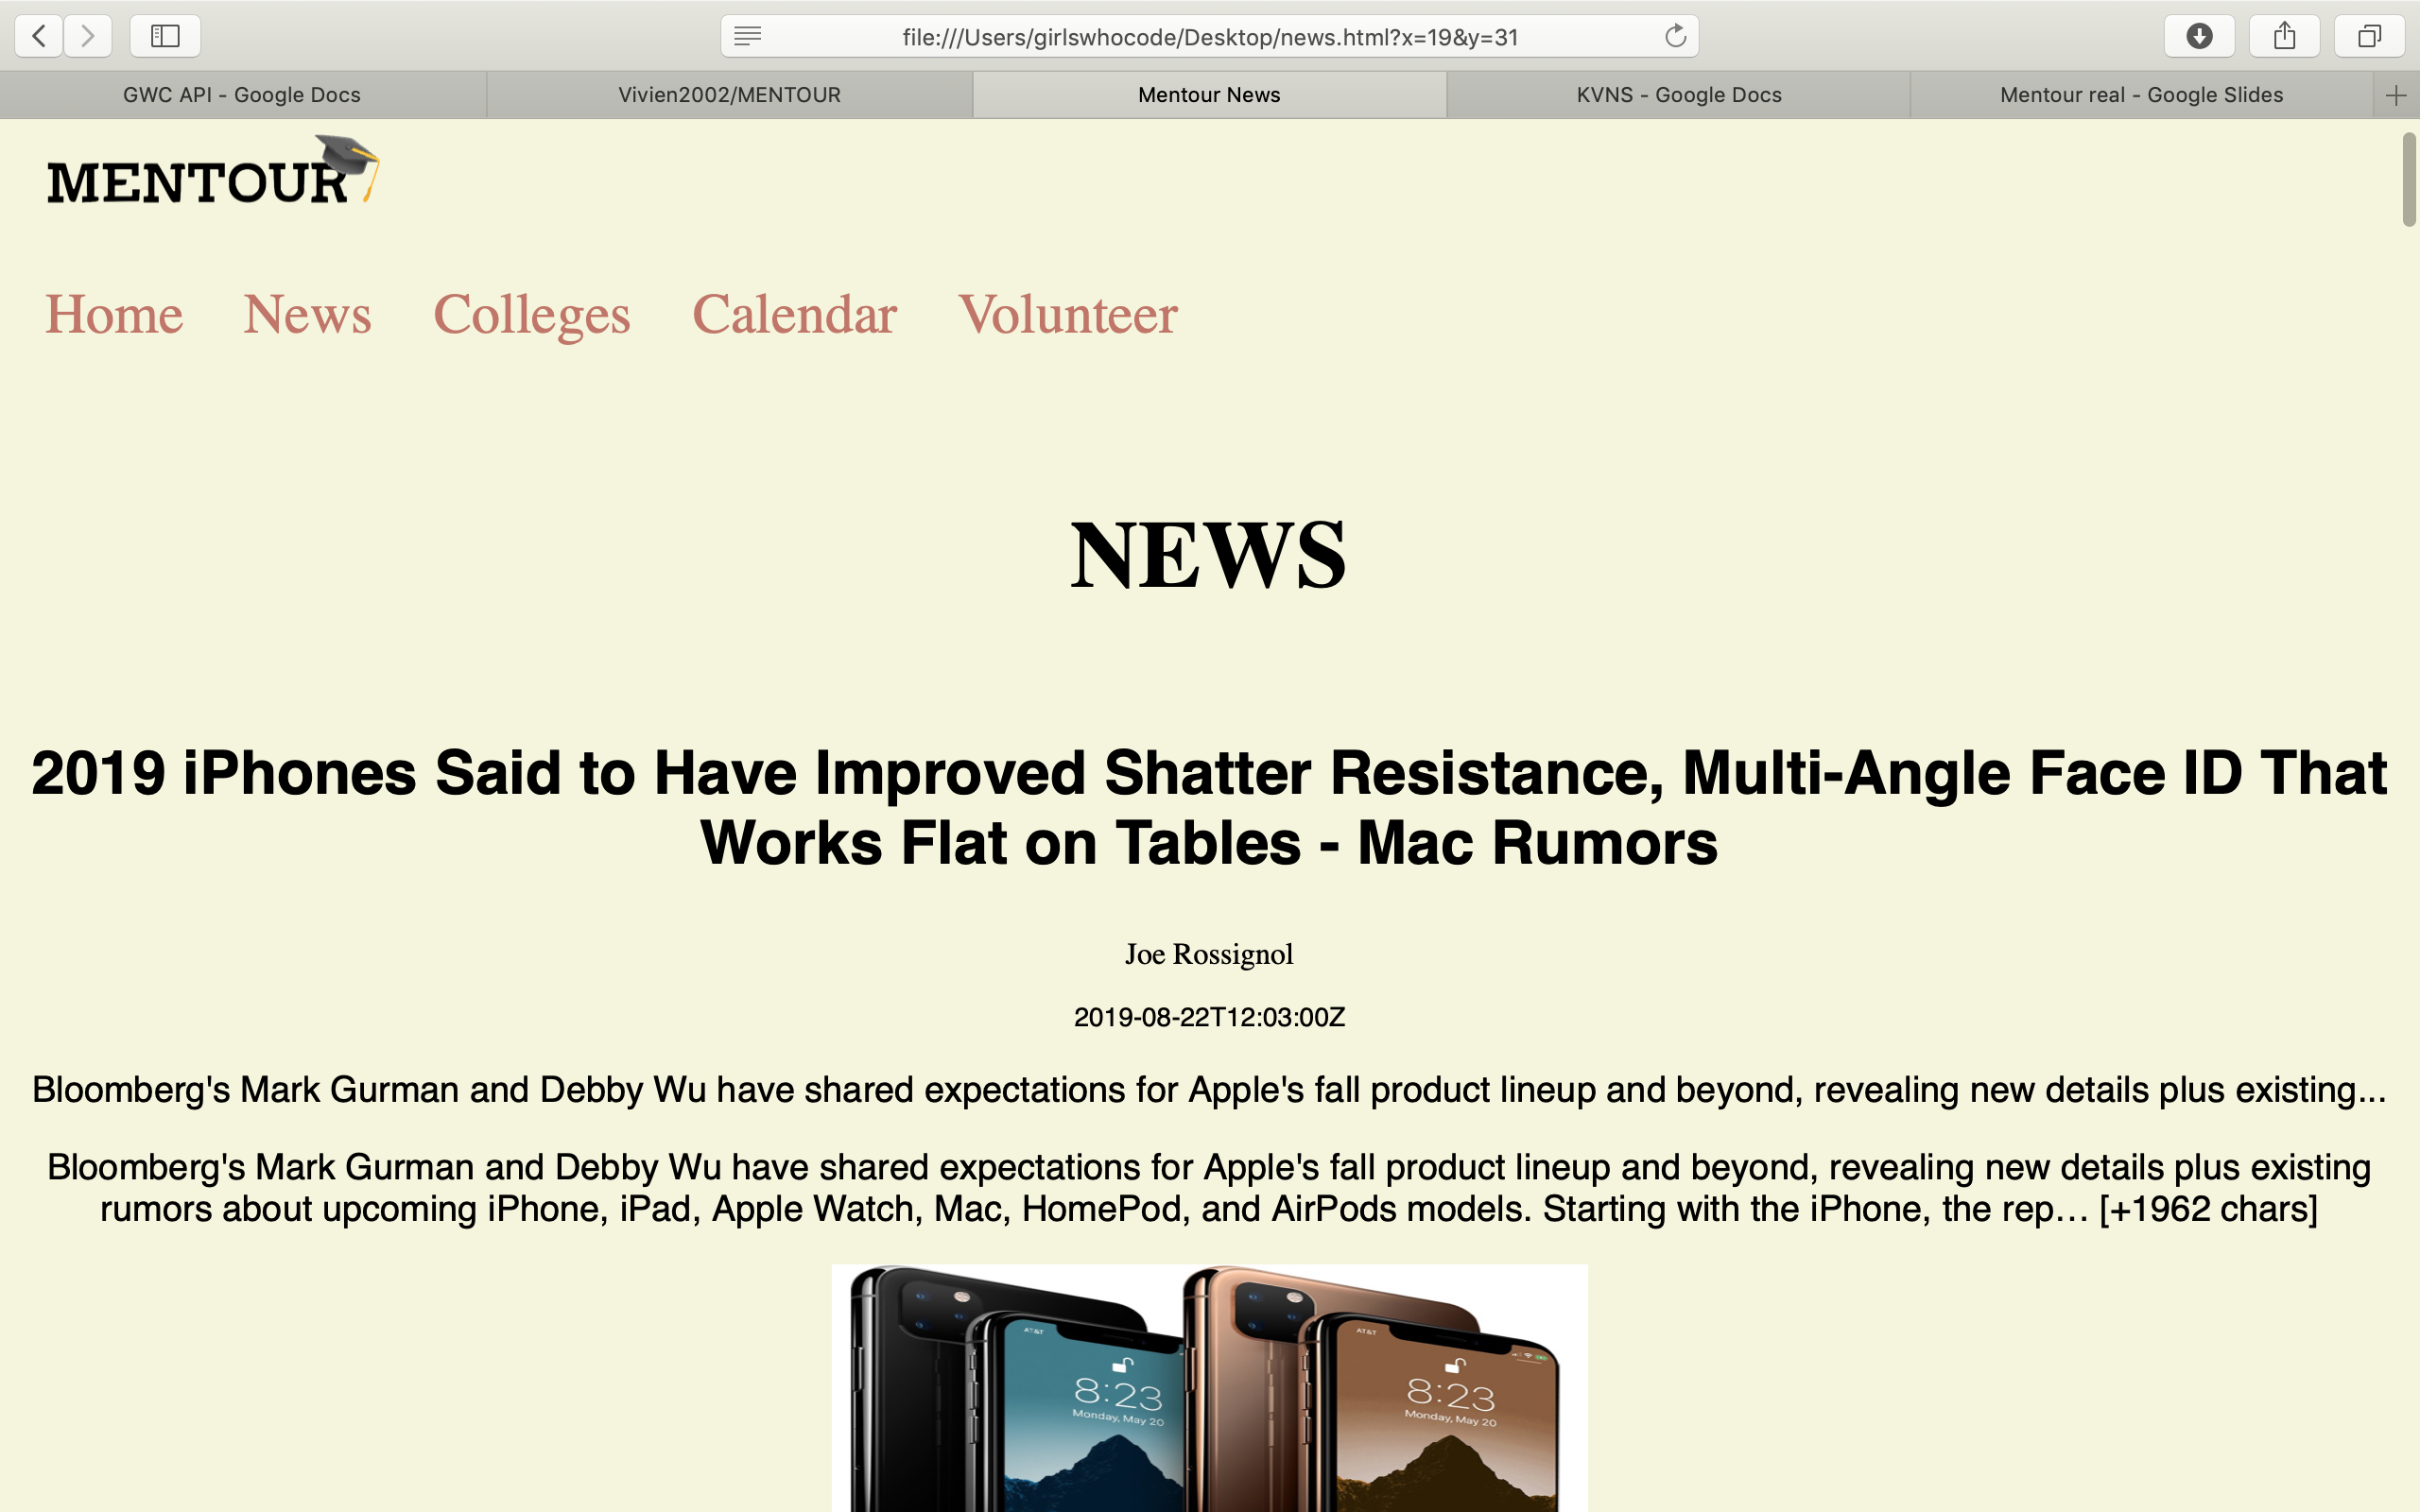 file:///Users/girlswhocode/Desktop/news.html?x=19&y=31
GWC API - Google Docs
Vivien2002/MENTOUR
Mentour News
KVNS - Google Docs
Mentour real - Google Slides
MENTOUR
Home News Colleges Calendar Volunteer
NEWS
2019 iPhones Said to Have Improved Shatter Resistance, Multi-Angle Face ID That
Works Flat on Tables - Mac Rumors
Joe Rossignol
2019-08-22T12:03:00Z
Bloomberg's Mark Gurman and Debby Wu have shared expectations for Apple's fall product lineup and beyond, revealing new details plus existing...
Bloomberg's Mark Gurman and Debby Wu have shared expectations for Apple's fall product lineup and beyond, revealing new details plus existing
rumors about upcoming iPhone, iPad, Apple Watch, Mac, HomePod, and AirPods models. Starting with the iPhone, the rep… [+1962 chars]
AT&T
8:23
Monday, May 20
AT&T
8:23
Monday, May 20